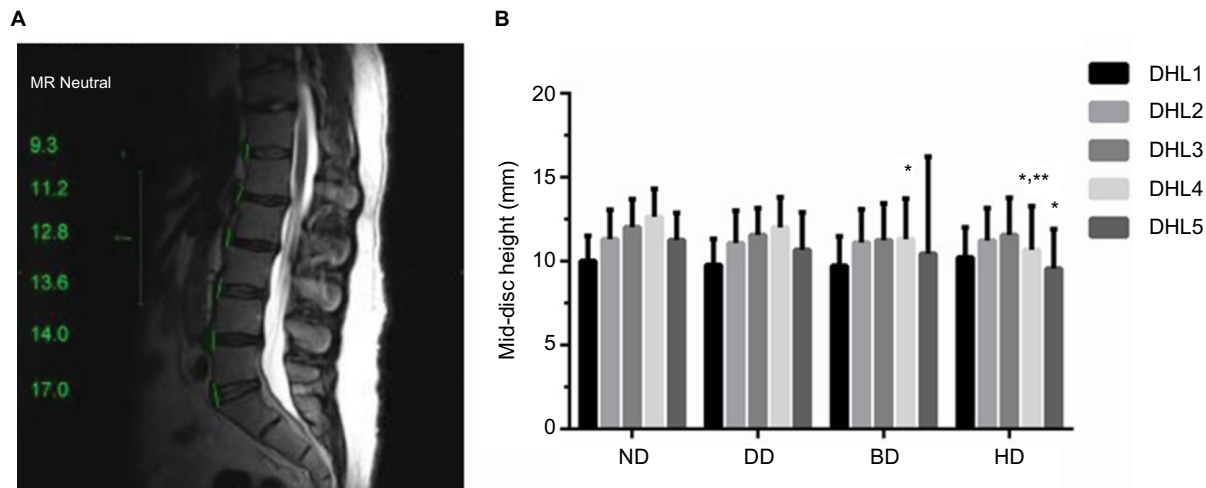 A
MR Neutral
9.3
11.2
12.8
13.6
14.0
17.0
B
Mid-disc height (mm)
20
15
10
5
0
*
*,**
*
ND
DD
BD
HD
DHL1
DHL2
DHL3
DHL4
DHL5